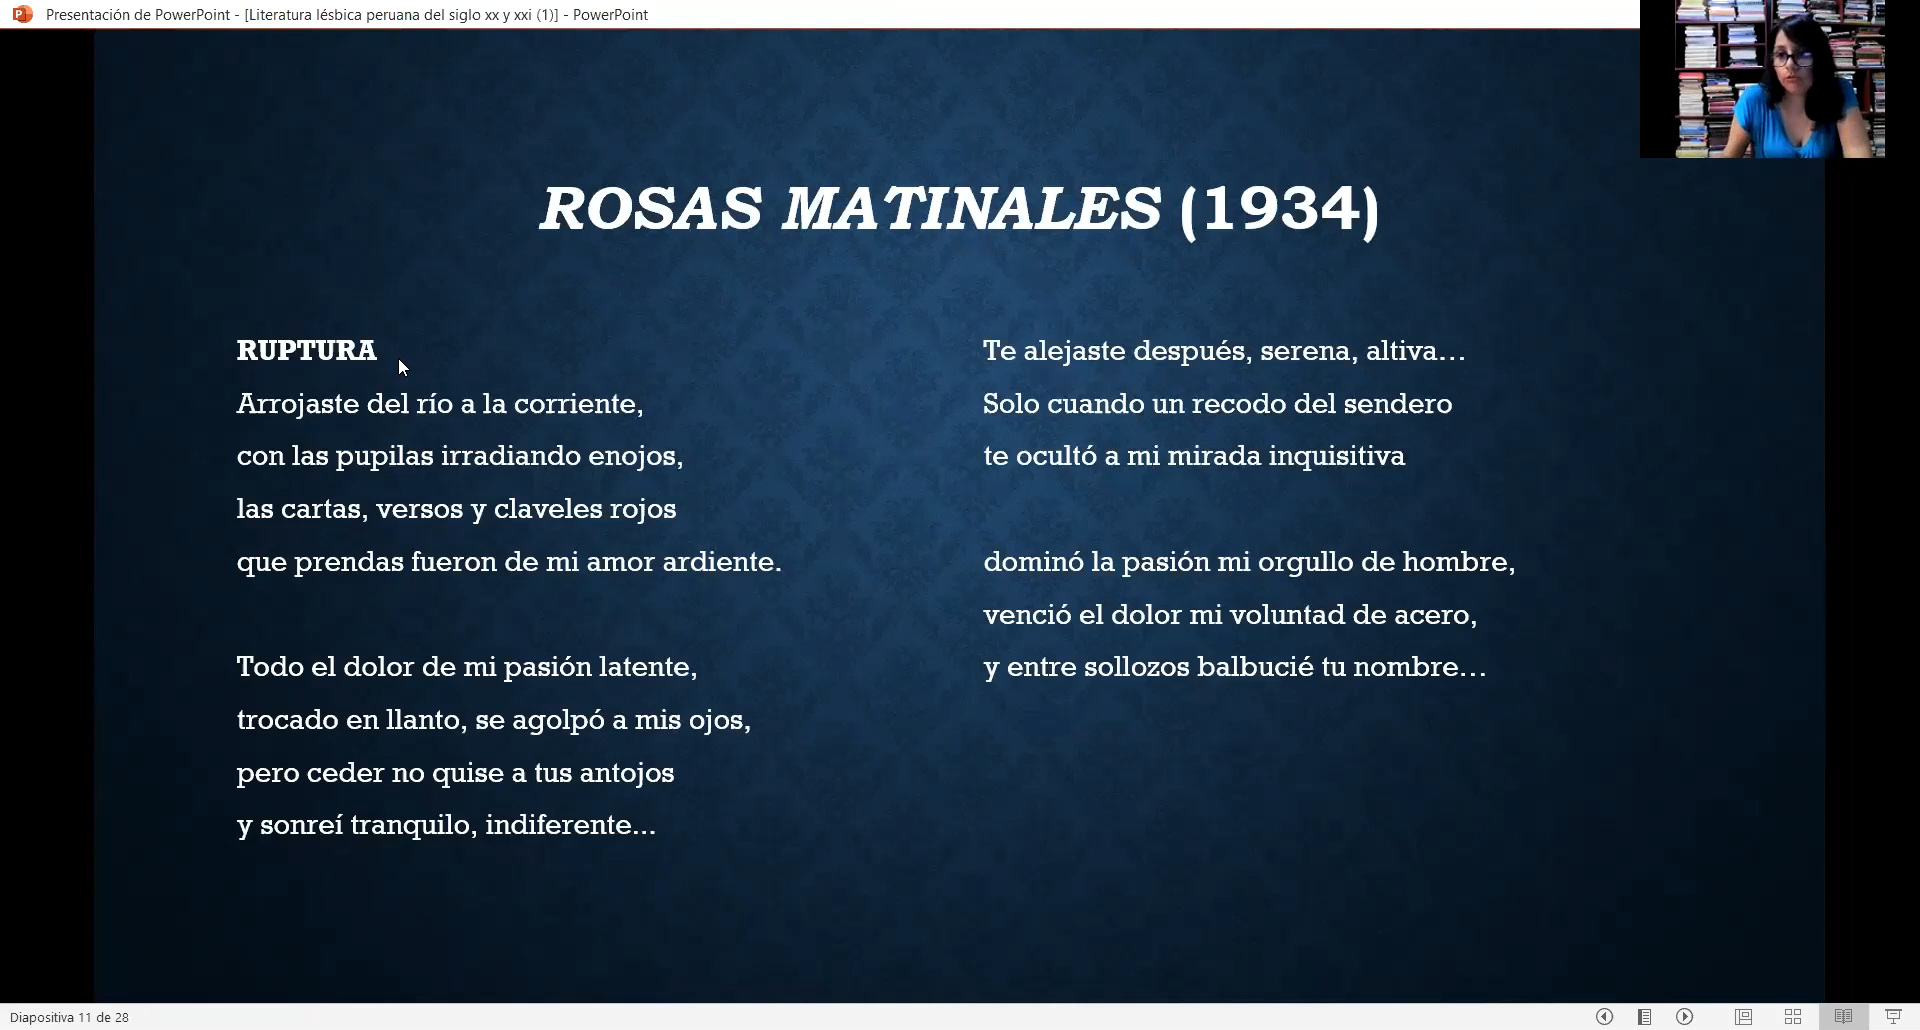 Presentación de PowerPoint - [Literatura lésbica peruana del siglo xx y xxi (1)] - PowerPoint
ROSAS MATINALES (1934)
RUPTURA
Arrojaste del río a la corriente,
con las pupilas irradiando enojos,
las cartas, versos y claveles rojos
que prendas fueron de mi amor ardiente.
Todo el dolor de mi pasión latente,
trocado en llanto, se agolpó a mis ojos,
pero ceder no quise a tus antojos
y sonreí tranquilo, indiferente...
Te alejaste después, serena, altiva...
Solo cuando un recodo del sendero
te ocultó a mi mirada inquisitiva
dominó la pasión mi orgullo de hombre,
venció el dolor mi voluntad de acero,
y entre sollozos balbucié tu nombre...
Diapositiva 11 de 28